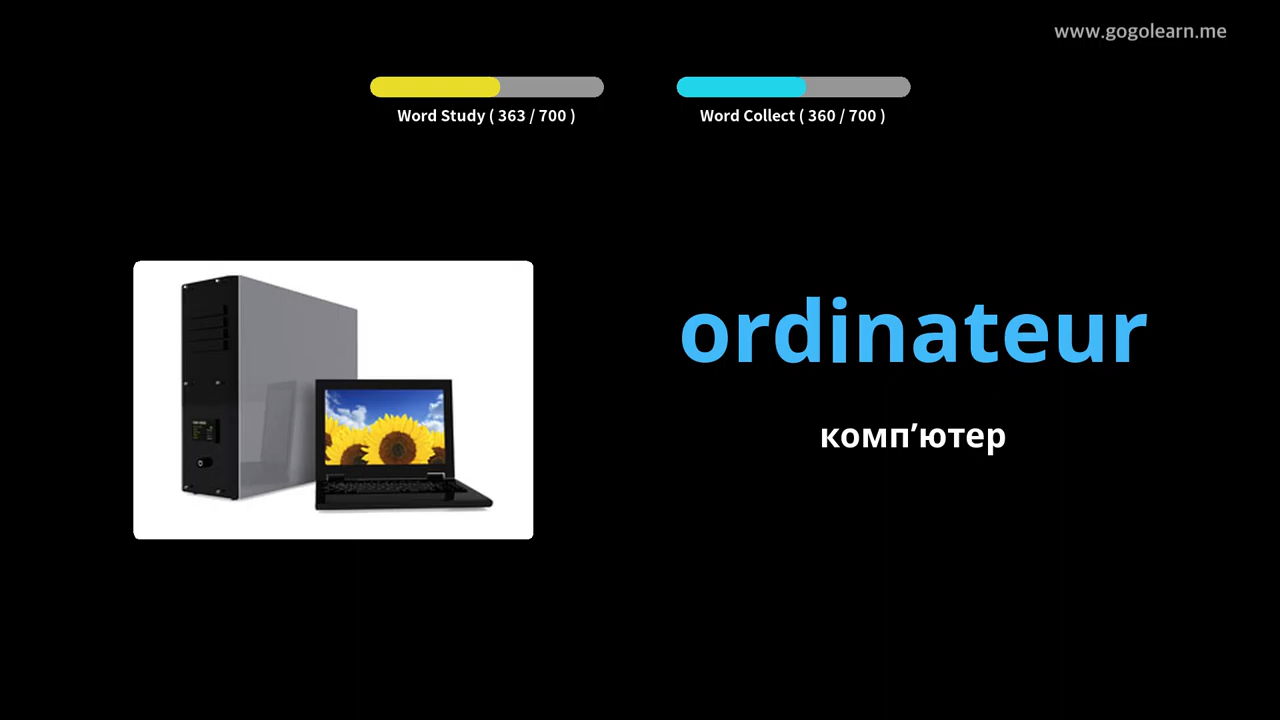 www.gogolearn.me
Word Study ( 363 / 700 )
Word Collect ( 360 / 700 )
ordinateur
комп’ютер